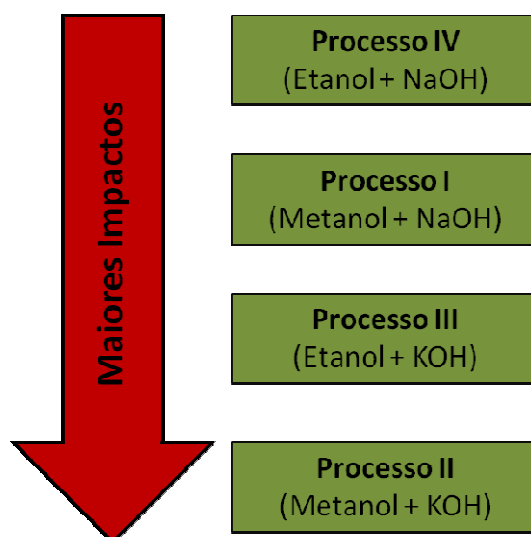 Maiores Impactos
Processo IV
(Etanol + NaOH)
Processo I
(Metanol + NaOH)
Processo III
(Etanol + KOH)
Processo II
(Metanol + KOH)